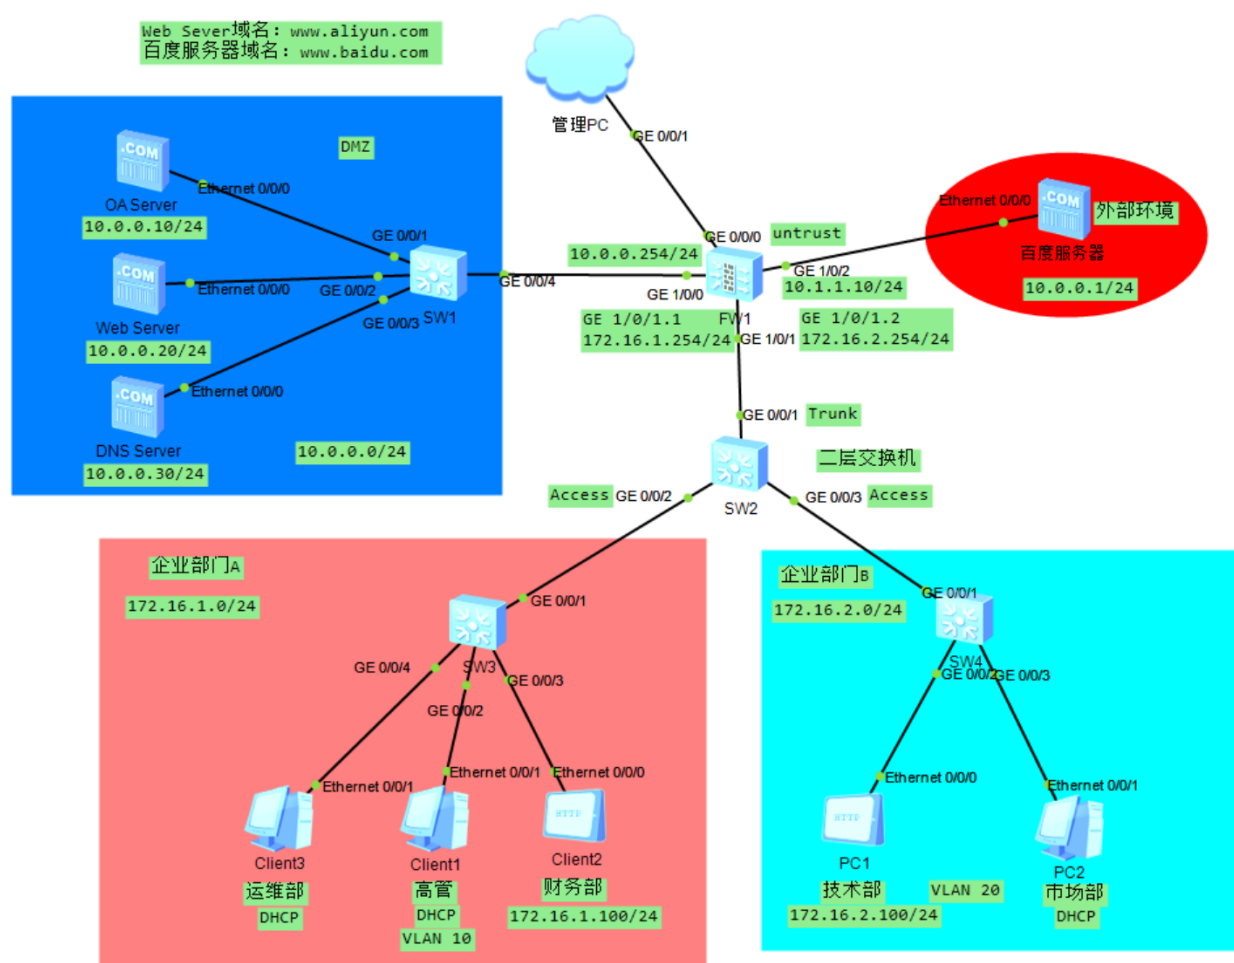 Web Sever域名：www.aliyun.com
百度服务器域名：www.baidu.com
管理PC
GE 0/0/1
DMZ
.COM
Ethernet 0/0/0
OA Server
10.0.0.10/24
GE 0/0/1
.COM
Ethernet 0/0/0
Web Server
10.0.0.20/24
GE 0/0/2
GE 0/0/3
SW1
GE 0/0/4
.COM
Ethernet 0/0/0
DNS Server
10.0.0.30/24
10.0.0.0/24
10.0.0.254/24
GE 0/0/0
untrust
GE 1/0/0
GE 1/0/2
10.1.1.10/24
FW1
GE 1/0/1.1
172.16.1.254/24
GE 1/0/1
GE 1/0/2.2
172.16.2.254/24
Ethernet 0/0/0
.COM
外部环境
百度服务器
10.0.0.1/24
GE 0/0/1
Trunk
二层交换机
SW2
Access
GE 0/0/2
GE 0/0/3
Access
企业部门A
172.16.1.0/24
GE 0/0/1
SW3
GE 0/0/4
GE 0/0/2
GE 0/0/3
Ethernet 0/0/1
Ethernet 0/0/1
Ethernet 0/0/0
HTTP
Client3
运维部
DHCP
Client1
高管
DHCP
VLAN 10
Client2
财务部
172.16.1.100/24
企业部门B
172.16.2.0/24
GE 0/0/1
SW4
GE 0/0/2
GE 0/0/3
Ethernet 0/0/0
Ethernet 0/0/1
HTTP
PC1
技术部
172.16.2.100/24
VLAN 20
PC2
市场部
DHCP